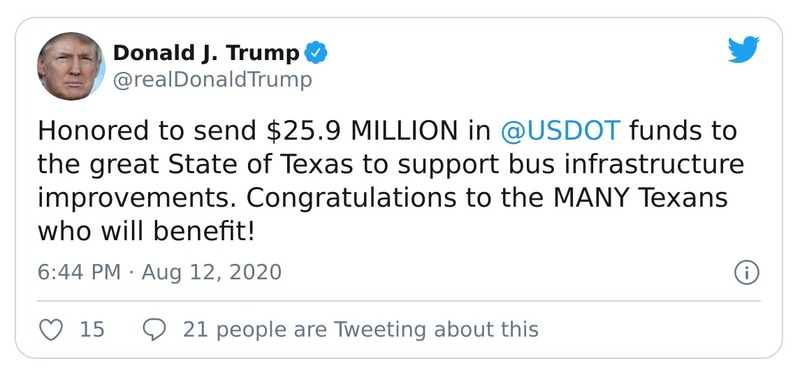 Donald J. Trump
@realDonaldTrump
Honored to send $25.9 MILLION in @USDOT funds to
the great State of Texas to support bus infrastructure
improvements. Congratulations to the MANY Texans
who will benefit!
6:44 PM · Aug 12, 2020
15 21 people are Tweeting about this